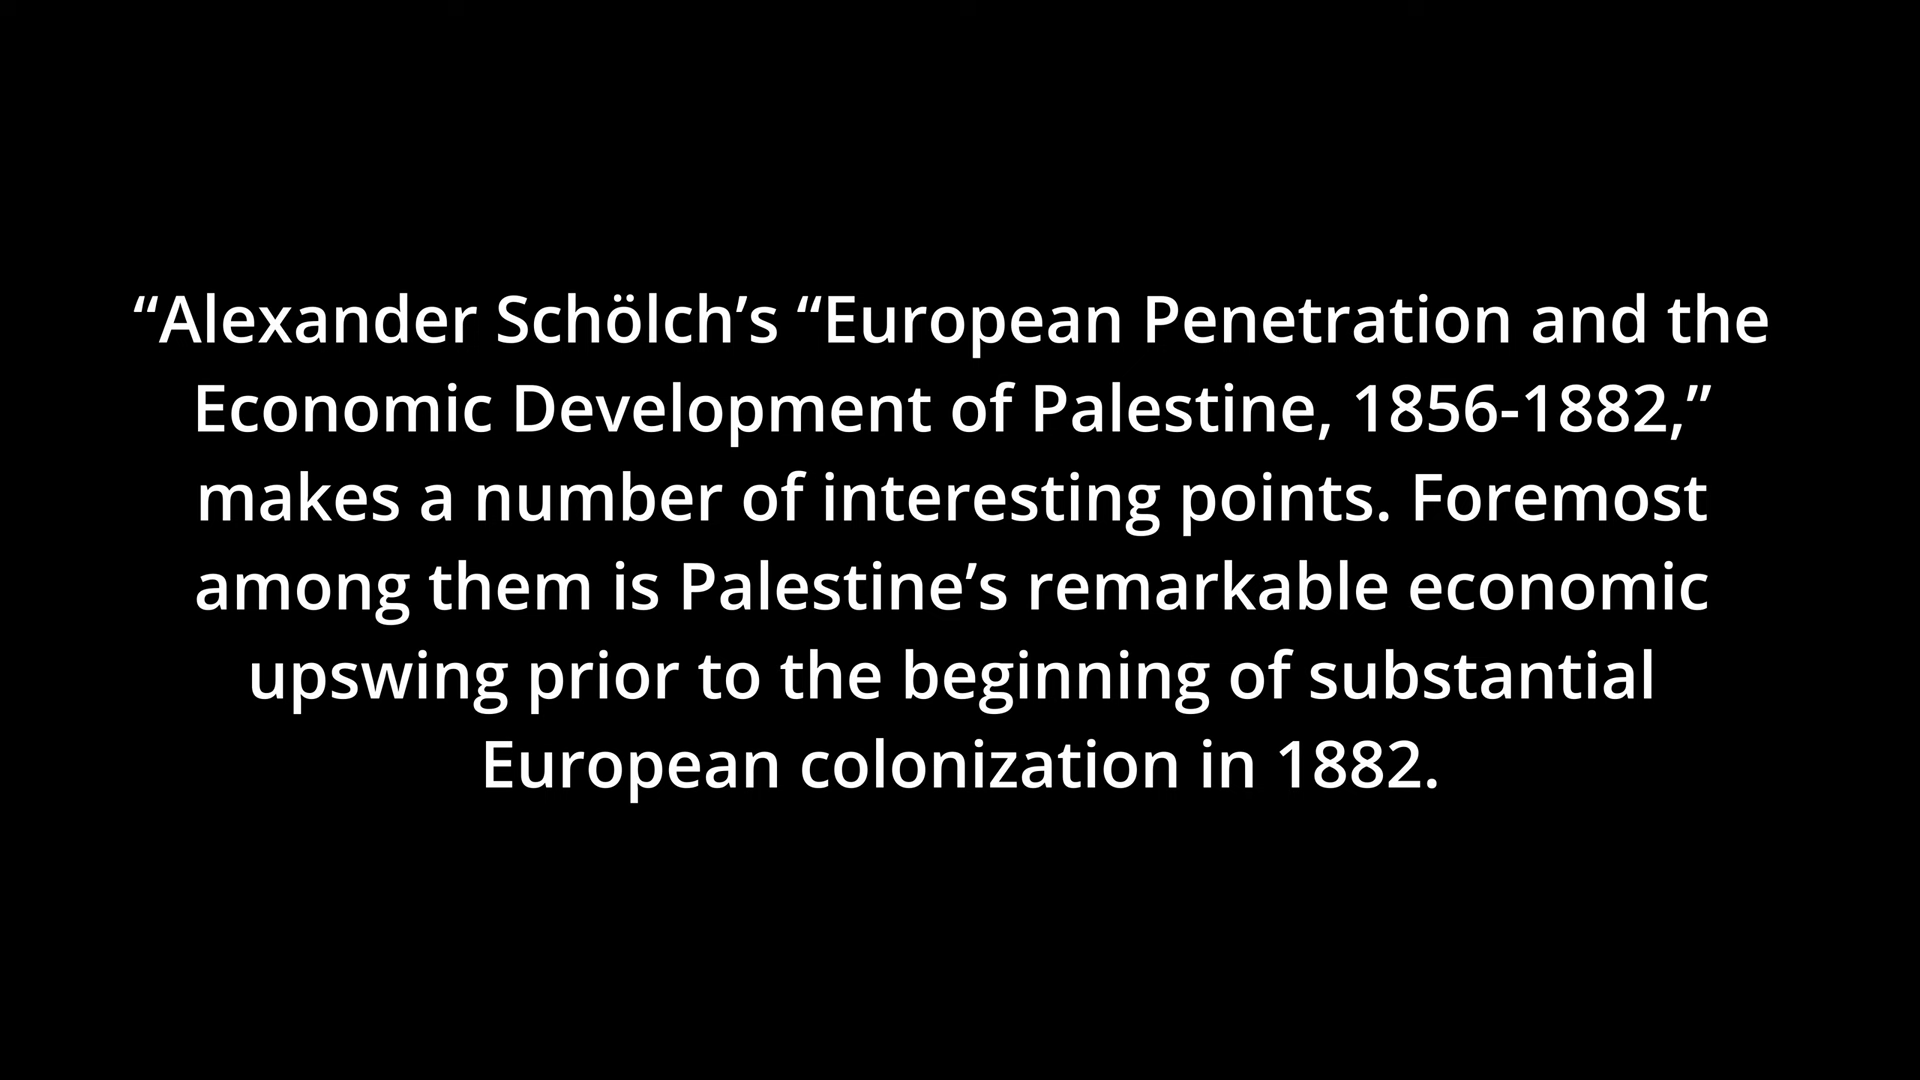 “Alexander Schölch’s “European Penetration and the
Economic Development of Palestine, 1856-1882,”
makes a number of interesting points. Foremost
among them is Palestine’s remarkable economic
upswing prior to the beginning of substantial
European colonization in 1882.